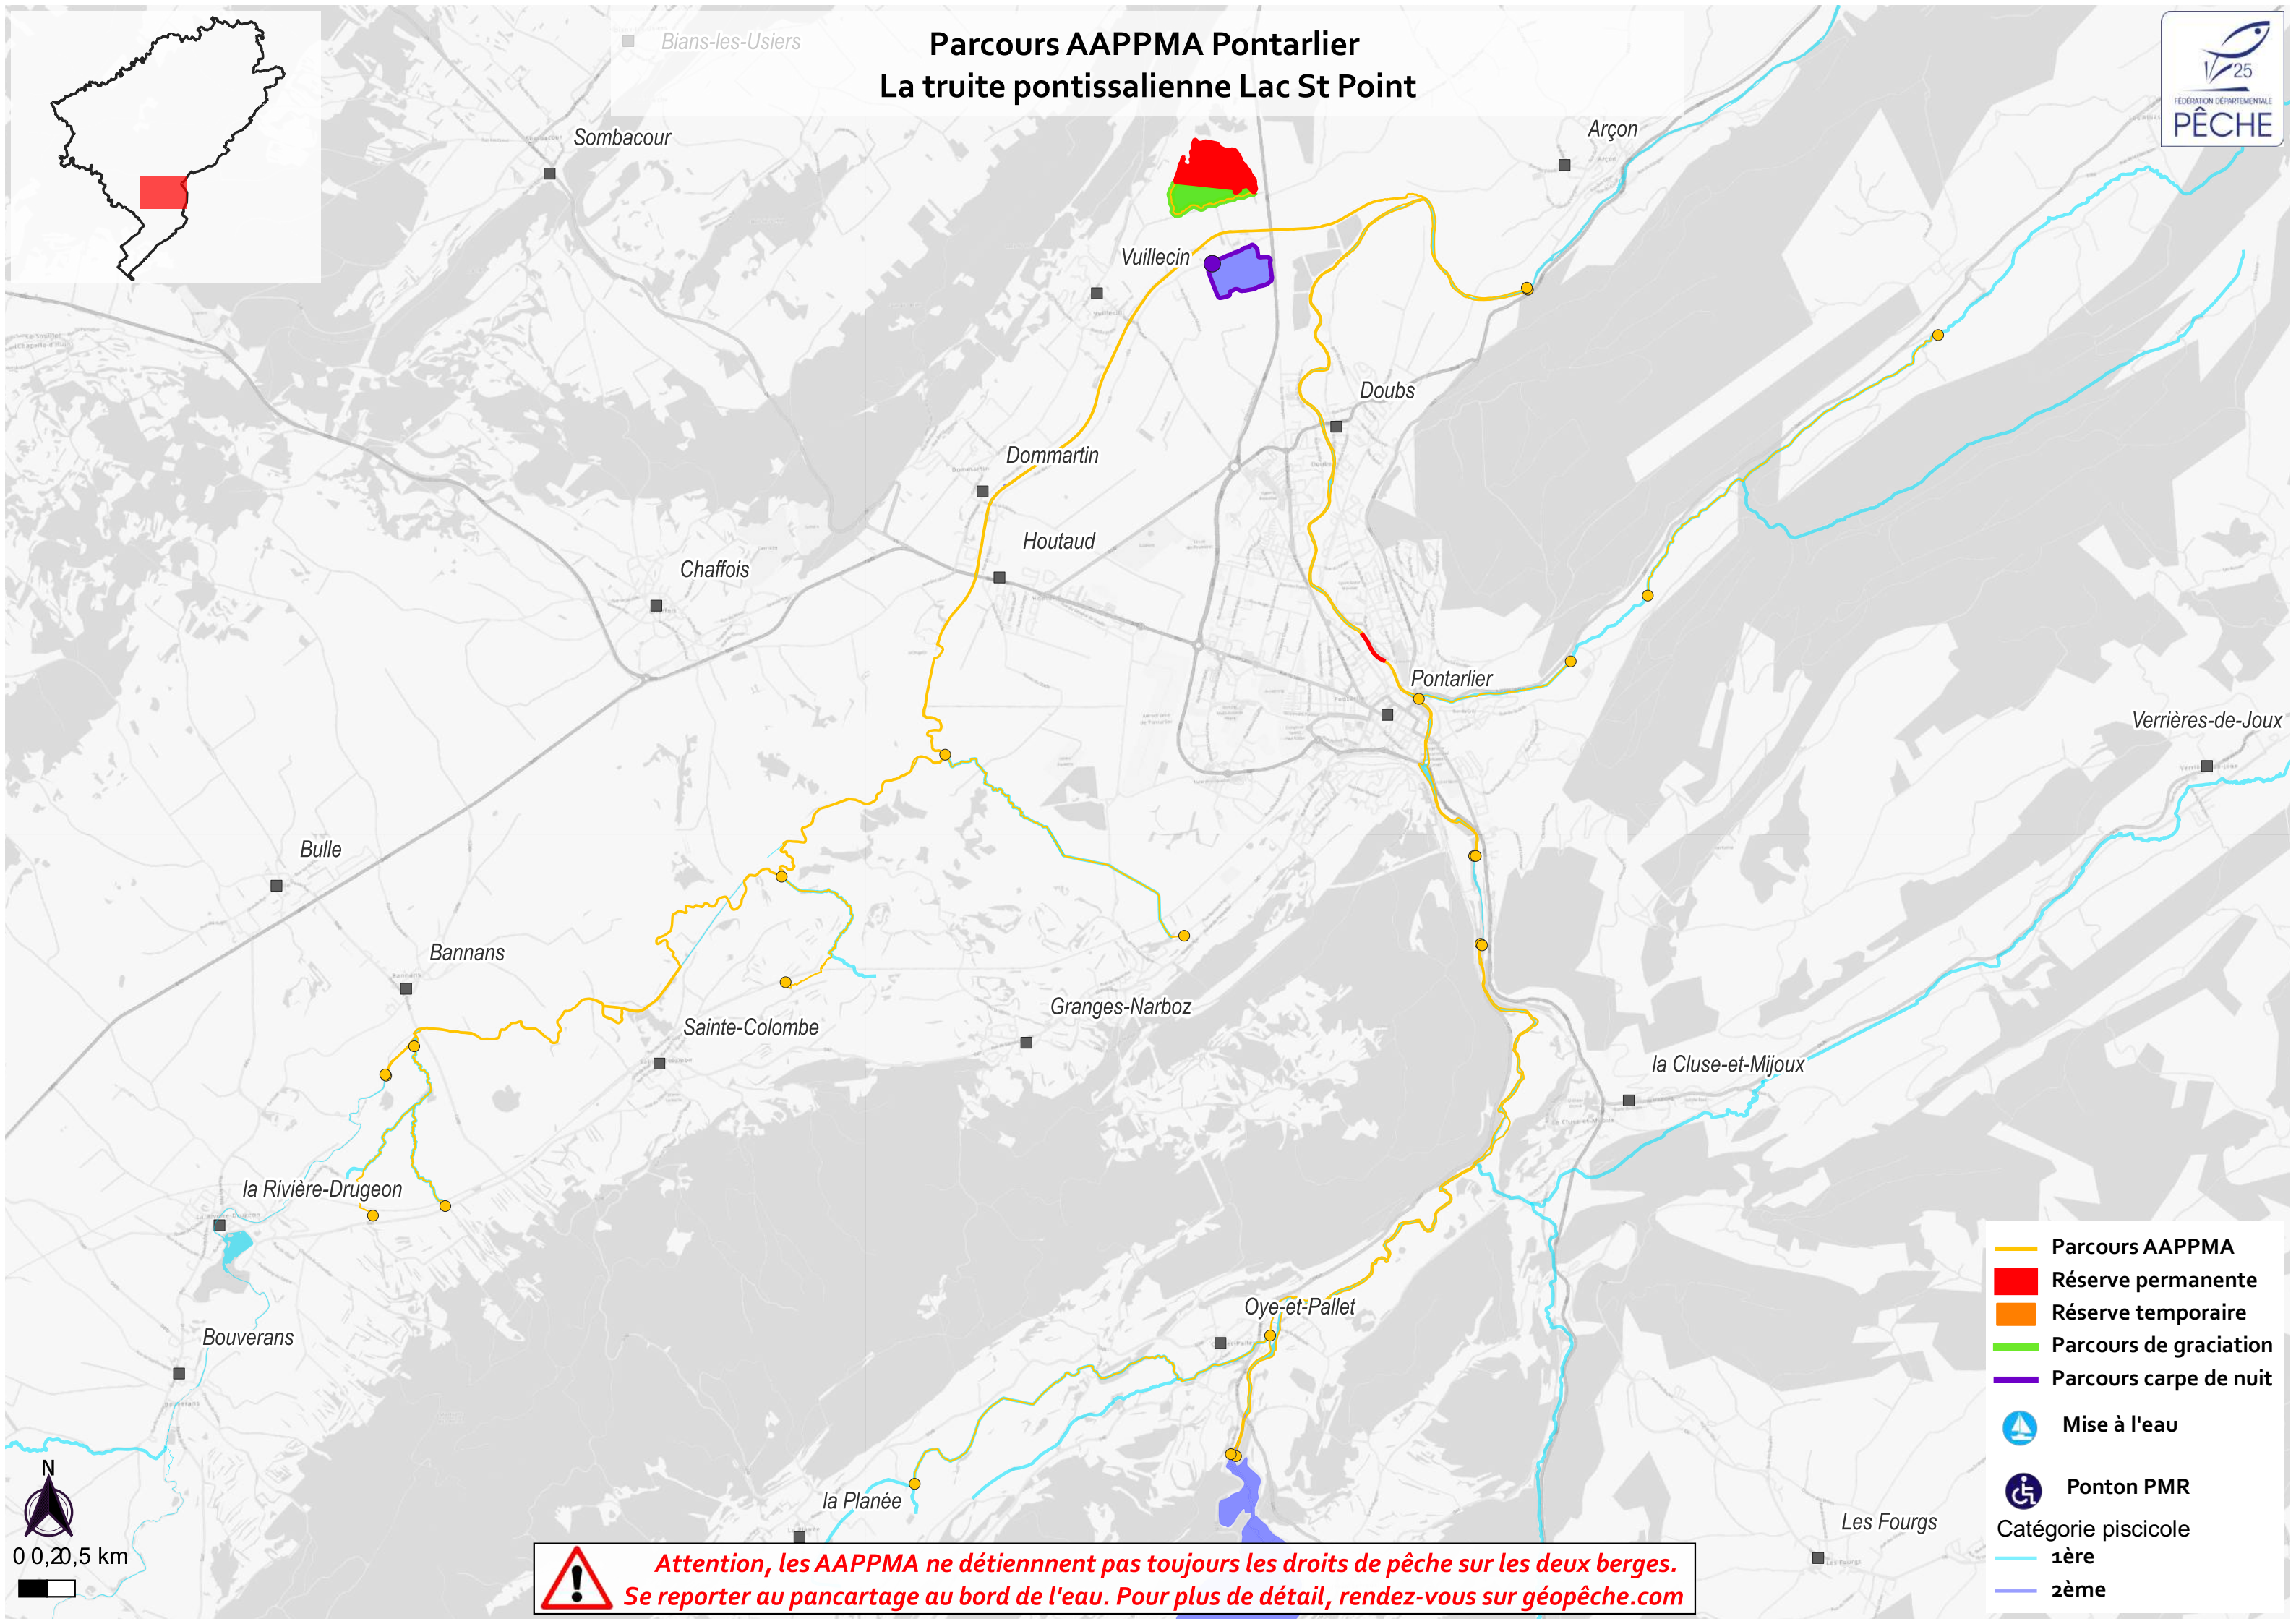 Parcours AAPPMA Pontarlier
La truite pontissalienne Lac St Point
25
FÉDÉRATION DÉPARTEMENTALE
PÊCHE
Bians-les-Usiers
Sombacour
Arçon
Vuillecin
Doubs
Dommartin
Houtaud
Chaffois
Pontarlier
Verrières-de-Joux
Bulle
Bannans
Sainte-Colombe
Granges-Narboz
la Cluse-et-Mijoux
la Rivière-Drugeon
Oye-et-Pallet
Bouverans
la Planée
Les Fourgs
Parcours AAPPMA
Réserve permanente
Réserve temporaire
Parcours de graciation
Parcours carpe de nuit
Mise à l'eau
Ponton PMR
Catégorie piscicole
1ère
2ème
N
0 0,20,5 km
Attention, les AAPPMA ne détiennnent pas toujours les droits de pêche sur les deux berges.
Se reporter au pancartage au bord de l'eau. Pour plus de détail, rendez-vous sur géopêche.com